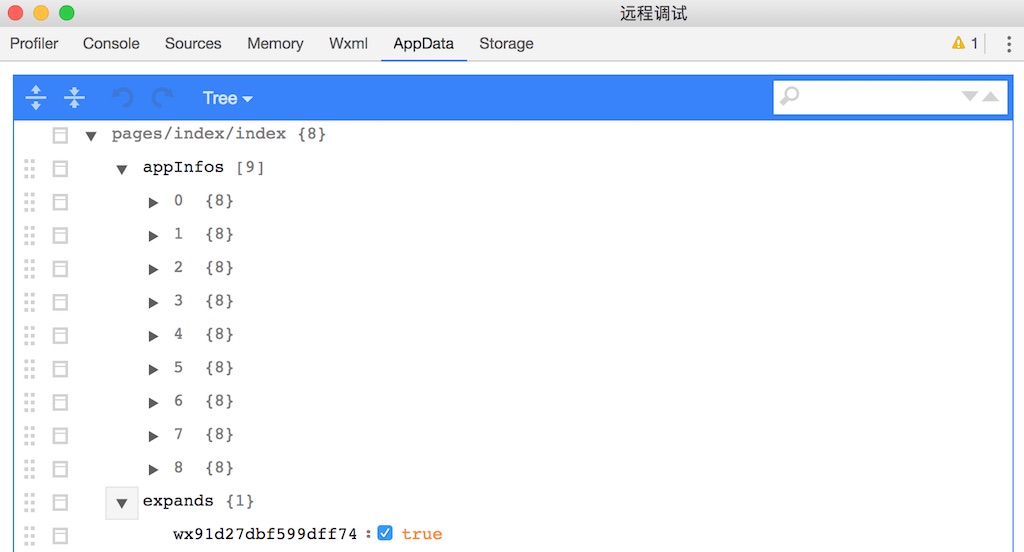 远程调试
Profiler Console Sources Memory Wxml AppData Storage 1
Tree
pages/index/index {8}
appInfos [9]
0 {8}
1 {8}
2 {8}
3 {8}
4 {8}
5 {8}
6 {8}
7 {8}
8 {8}
expands {1}
wx91d27dbf599dff74 : true